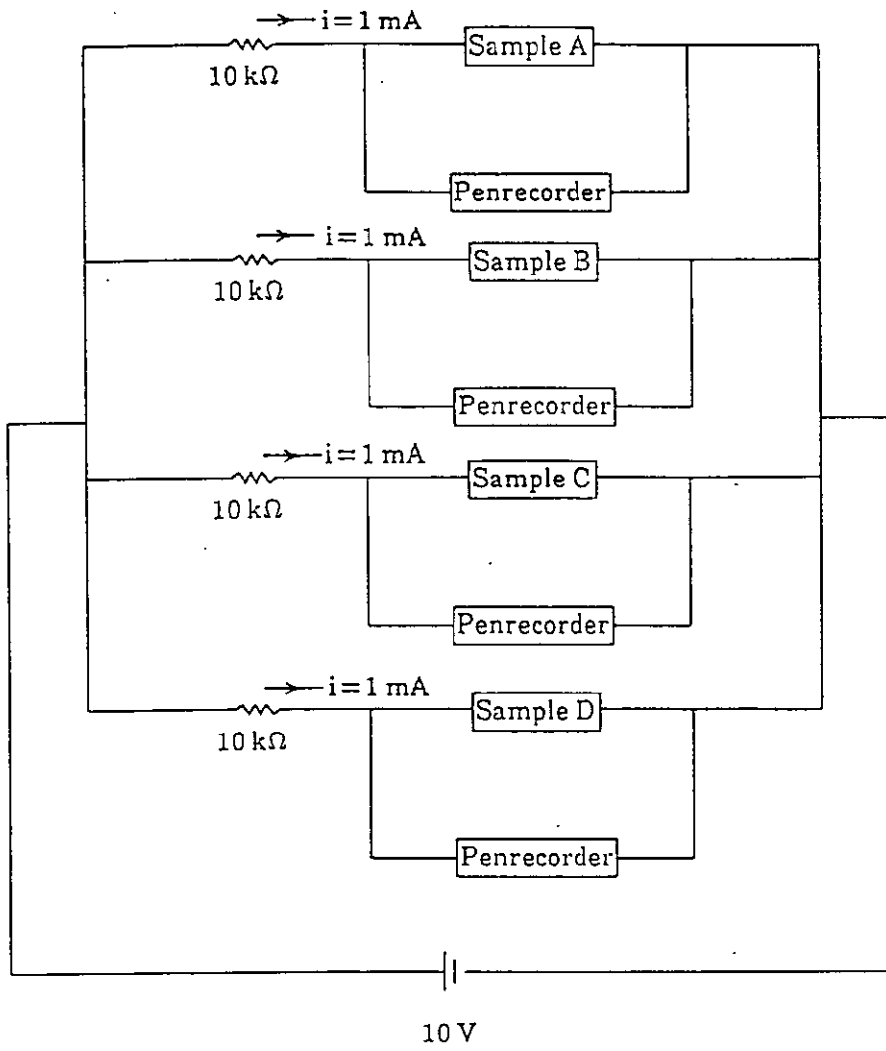 i = 1 mA
Sample A
10 kΩ
Penrecorder
i = 1 mA
Sample B
10 kΩ
Penrecorder
i = 1 mA
Sample C
10 kΩ
Penrecorder
i = 1 mA
Sample D
10 kΩ
Penrecorder
10 V